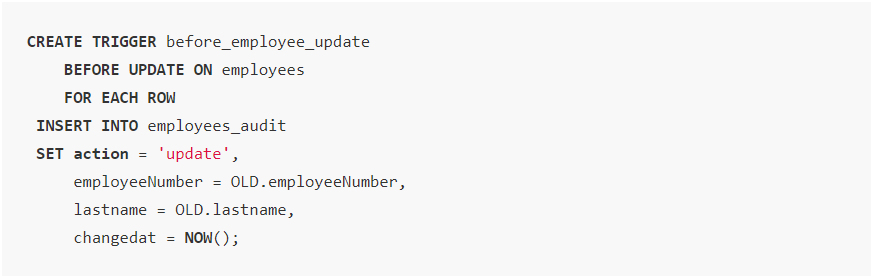 CREATE TRIGGER before_employee_update
BEFORE UPDATE ON employees
FOR EACH ROW
INSERT INTO employees_audit
SET action = 'update',
employeeNumber = OLD.employeeNumber,
lastname = OLD.lastname,
changedat = NOW();